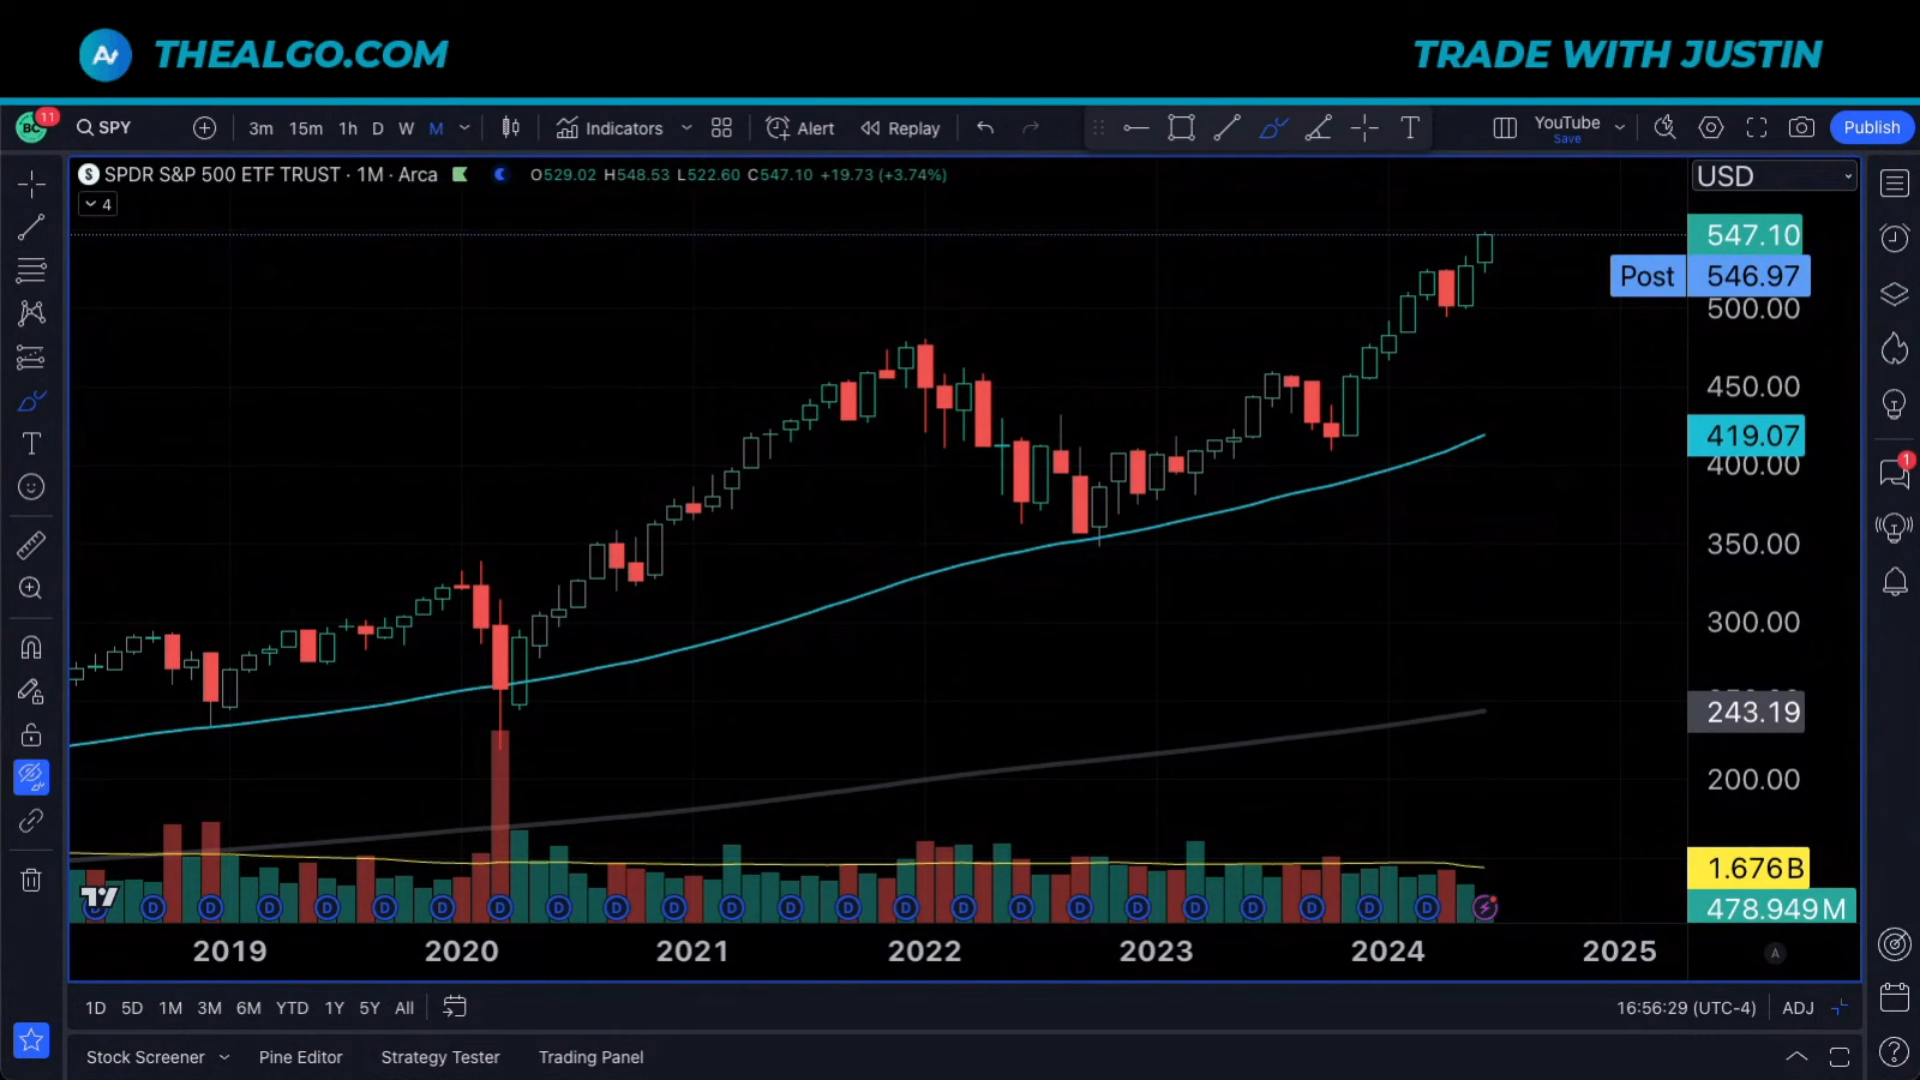 THEALGO.COM
TRADE WITH JUSTIN
BC 11
SPY
3m 15m 1h D W M
Indicators
Alert
Replay
T
YouTube
Save
Publish
S SPDR S&P 500 ETF TRUST · 1M · Arca
O529.02 H548.53 L522.60 C547.10 +19.73 (+3.74%)
4
USD
547.10
Post 546.97
500.00
450.00
419.07
400.00
350.00
300.00
243.19
200.00
1.676B
478.949M
1
T
D D D D D D D D D D D D D D D D D D D D D D D
2019 2020 2021 2022 2023 2024 2025
A
1D 5D 1M 3M 6M YTD 1Y 5Y All
16:56:29 (UTC-4) ADJ
Stock Screener Pine Editor Strategy Tester Trading Panel